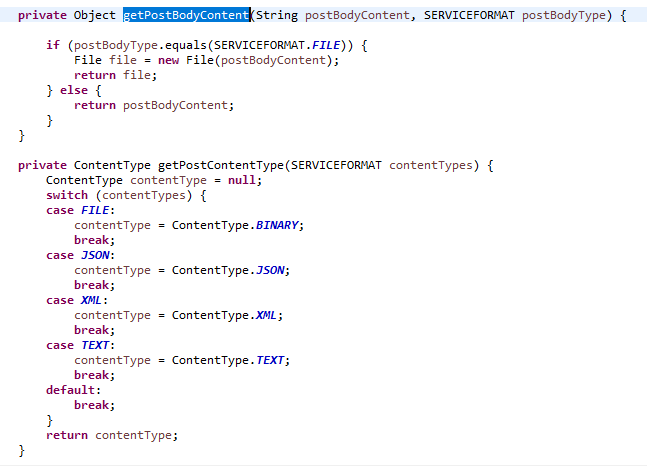 private Object getPostBodyContent(String postBodyContent, SERVICEFORMAT postBodyType) {
if (postBodyType.equals(SERVICEFORMAT.FILE)) {
File file = new File(postBodyContent);
return file;
} else {
return postBodyContent;
}
}
private ContentType getPostContentType(SERVICEFORMAT contentTypes) {
ContentType contentType = null;
switch (contentTypes) {
case FILE:
contentType = ContentType.BINARY;
break;
case JSON:
contentType = ContentType.JSON;
break;
case XML:
contentType = ContentType.XML;
break;
case TEXT:
contentType = ContentType.TEXT;
break;
default:
break;
}
return contentType;
}